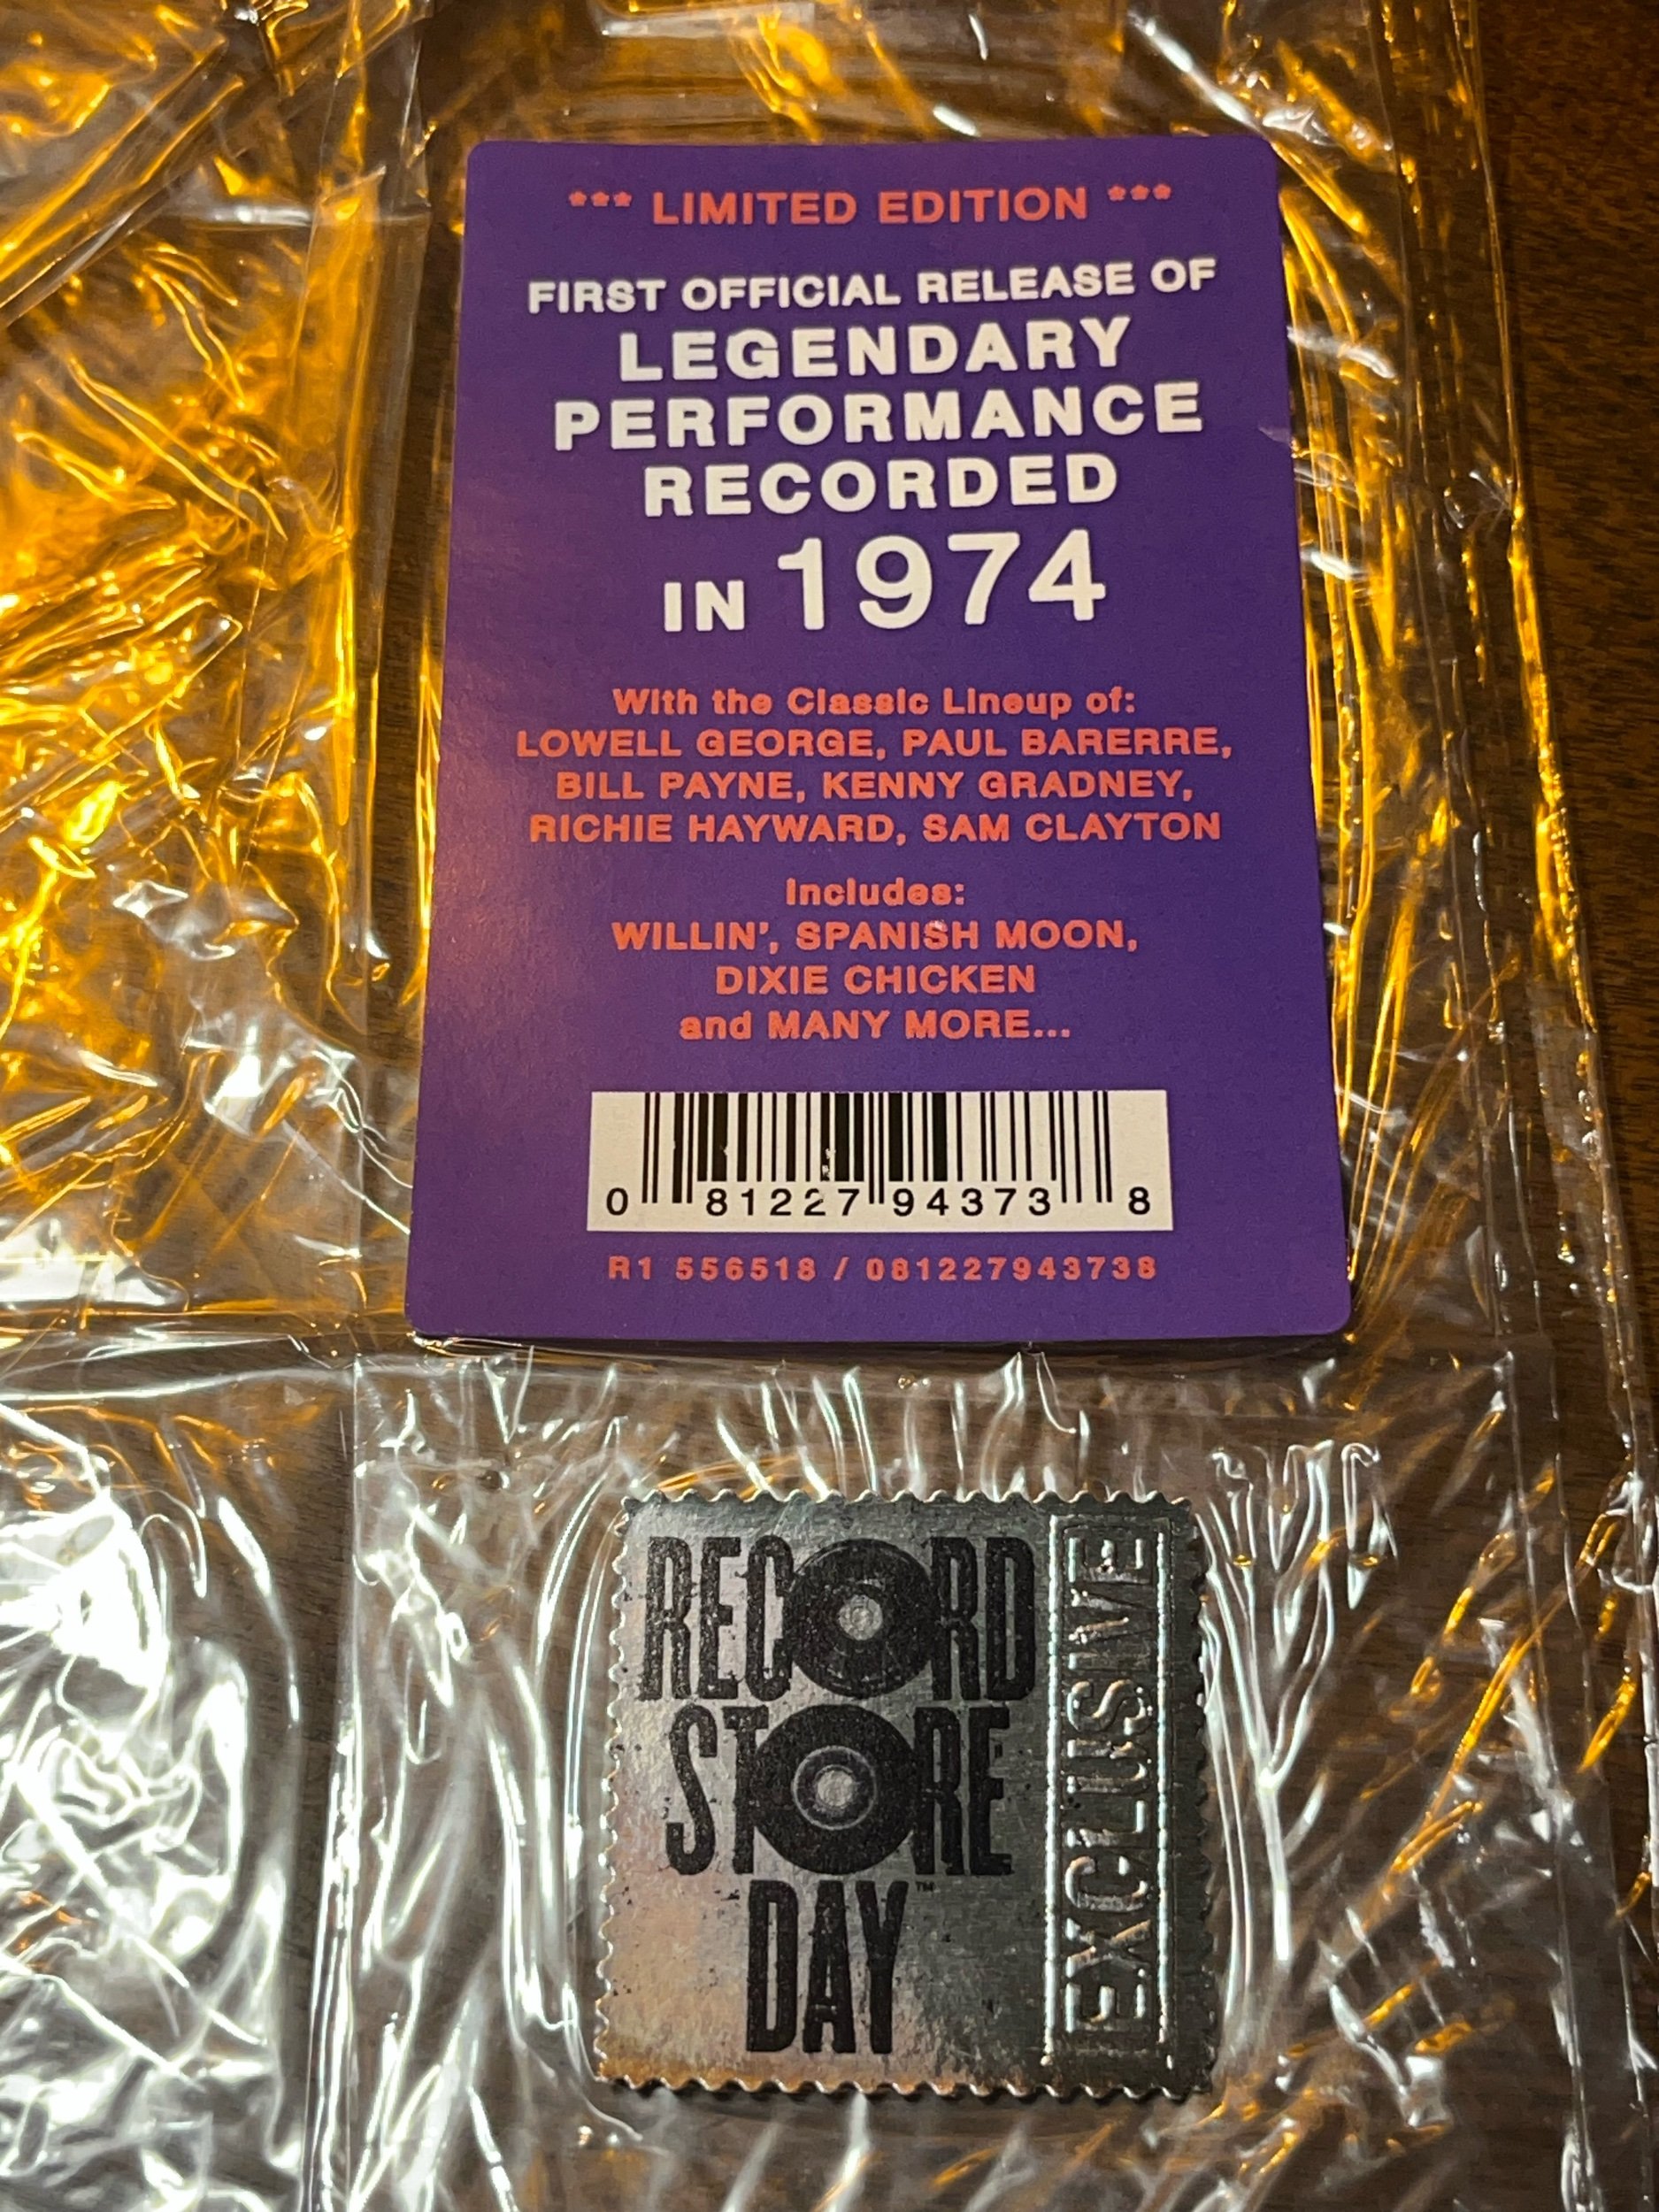 *** LIMITED EDITION ***
FIRST OFFICIAL RELEASE OF
LEGENDARY
PERFORMANCE
RECORDED
IN 1974
With the Classic Lineup of:
LOWELL GEORGE, PAUL BARERRE,
BILL PAYNE, KENNY GRADNEY,
RICHIE HAYWARD, SAM CLAYTON
Includes:
WILLIN', SPANISH MOON,
DIXIE CHICKEN
and MANY MORE...
0 81227 94373 8
R1 556518 / 081227943738
RECORD
STORE
DAY™
EXCLUSIVE